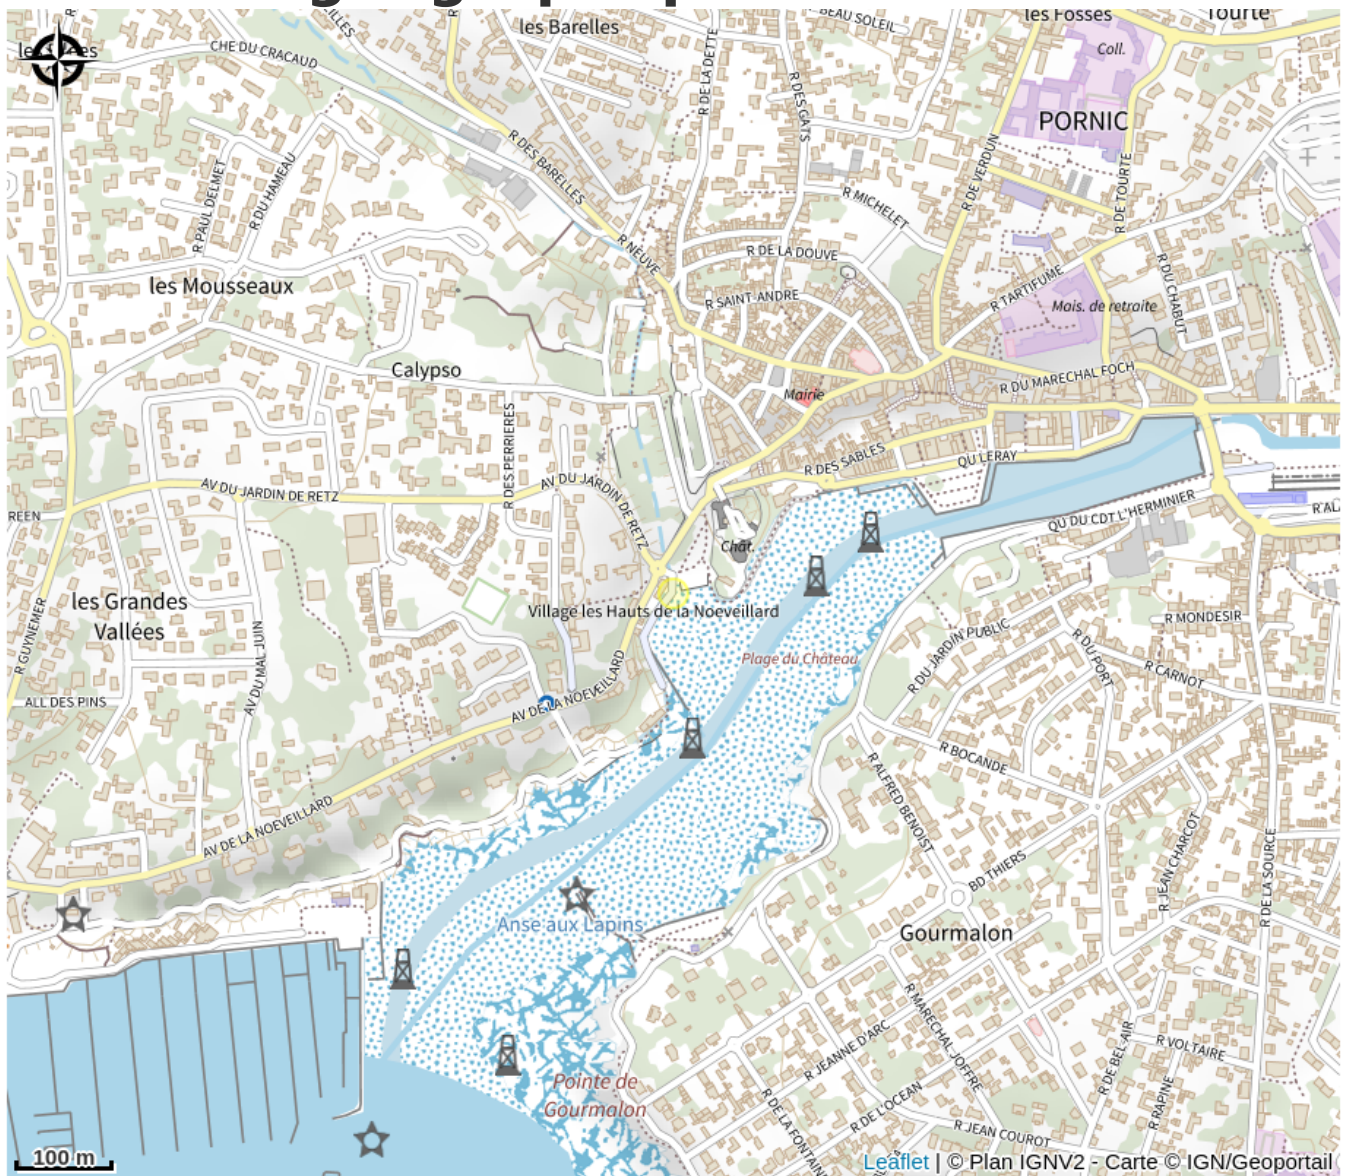 les Barelles
BEAU SOLEIL
les Fosses
Tourte
CHE DU CRACAUD
R DE LA DETTE
R DES GATS
Coll.
PORNIC
R DES BARELLES
R PAUL DELMET
R DU HAMEAU
R MICHELET
R DE VERDUN
R DE TOURTE
R NEUVE
R DE LA DOUVE
les Mousseaux
R SAINT-ANDRE
R TARTIFUME
R DU CHABUT
Mais. de retraite
Calypso
R DU MARECHAL FOCH
Mairie
R DES PERRIERES
R DES SABLES
QU LERAY
AV DU JARDIN DE RETZ
AV DU JARDIN DE RETZ
REEN
QU DU CDT L'HERMINIER
R AL
Chât.
les Grandes
Vallées
Village les Hauts de la Noeveillard
R GUYNEMER
R MONDESIR
R DU JARDIN PUBLIC
R DU PORT
Plage du Château
R CARNOT
AV DU MAL JUIN
ALL DES PINS
AV DE LA NOEVEILLARD
R BOCANDE
R ALFRED BENOIST
AV DE LA NOEVEILLARD
BD THIERS
R JEAN CHARCOT
R DE LA SOURCE
Anse aux Lapins
Gourmalon
R MARECHAL JOFFRE
R JEANNE D'ARC
R DE BEL-AIR
R VOLTAIRE
Pointe de
Gourmalon
R DE L'OCEAN
R RAPINE
R DE LA FONTAIN
R JEAN COUROT
100 m
Leaflet | © Plan IGNV2 - Carte © IGN/Geoportail